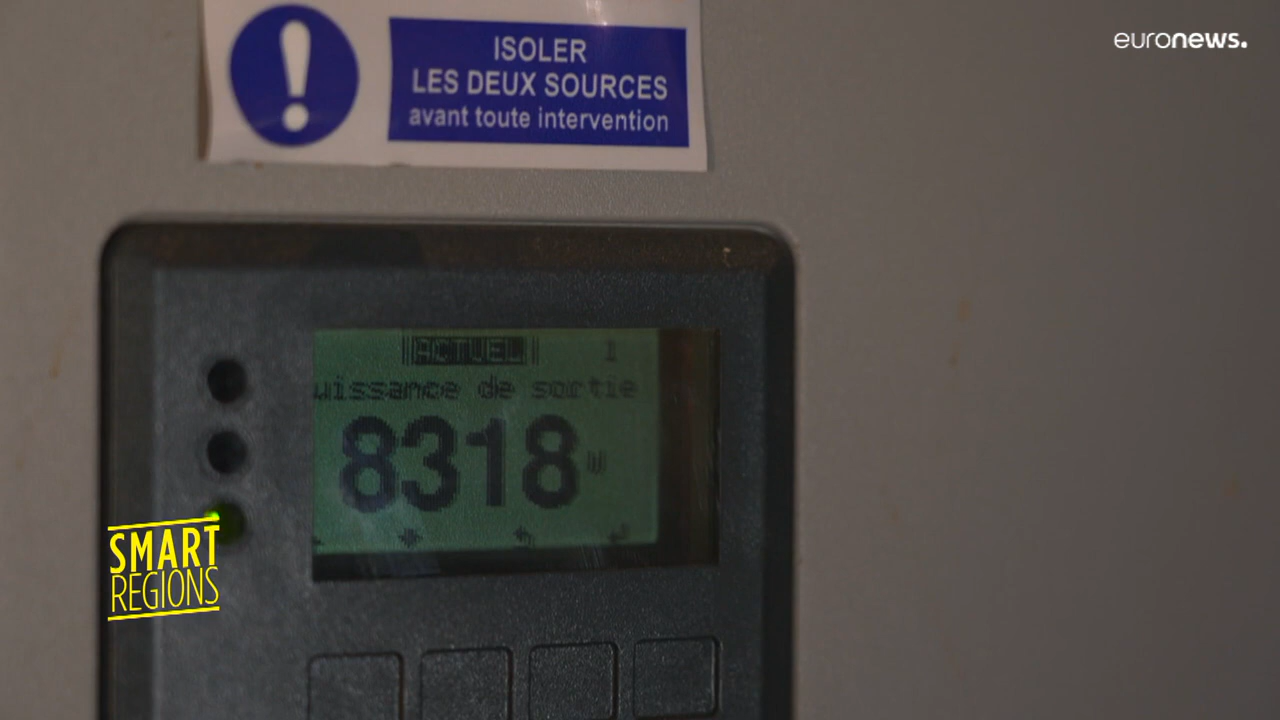 euronews.
ISOLER
LES DEUX SOURCES
avant toute intervention
ACTUEL 1
uissance de sortie
8318 W
SMART
REGIONS